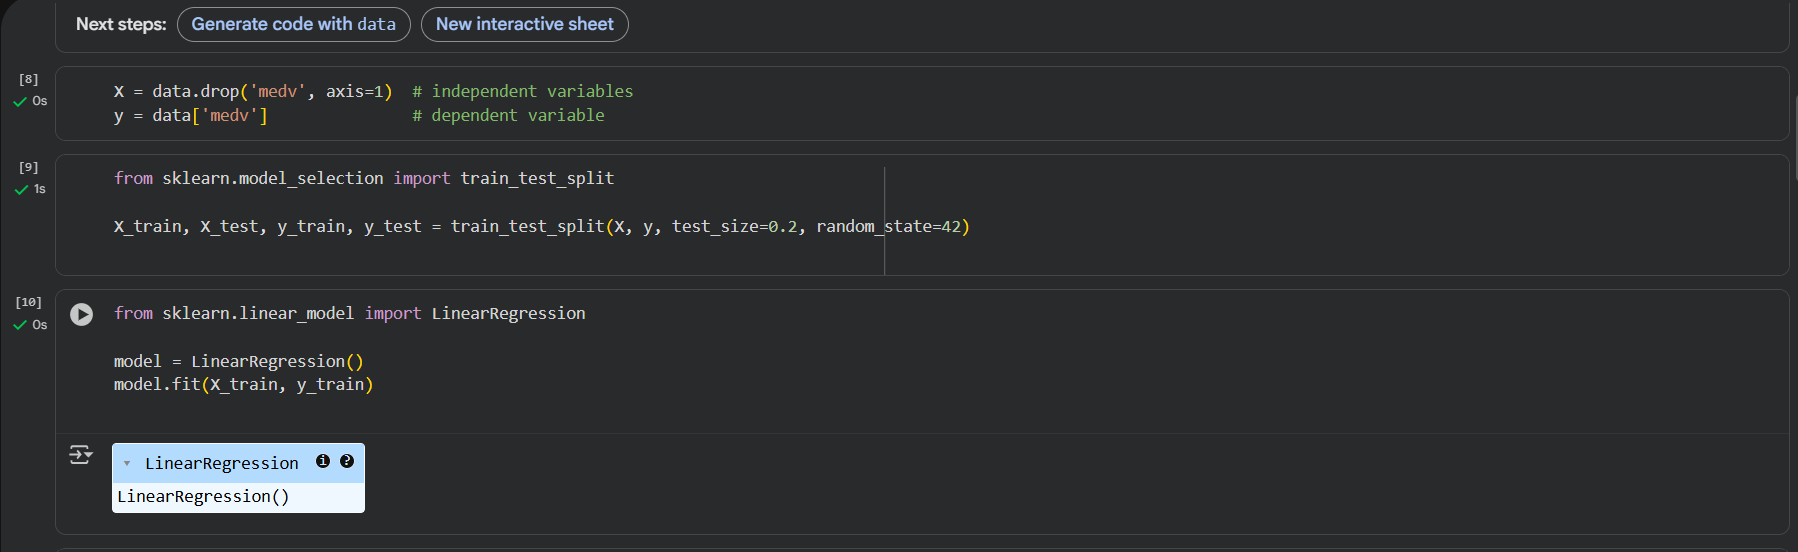 Next steps: Generate code with data New interactive sheet
[8]
0s
X = data.drop('medv', axis=1)  # independent variables
y = data['medv']               # dependent variable
[9]
1s
from sklearn.model_selection import train_test_split
X_train, X_test, y_train, y_test = train_test_split(X, y, test_size=0.2, random_state=42)
[10]
0s
from sklearn.linear_model import LinearRegression
model = LinearRegression()
model.fit(X_train, y_train)
LinearRegression i ?
LinearRegression()